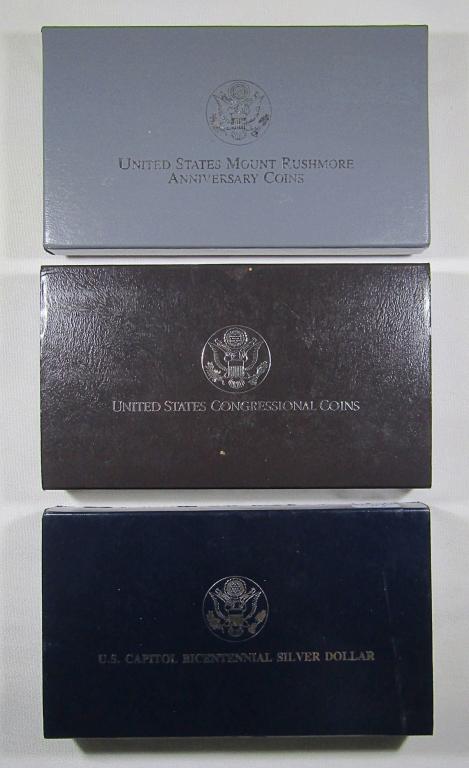 United States Mount Rushmore
Anniversary Coins
United States Congressional Coins
U.S. Capitol Bicentennial Silver Dollar